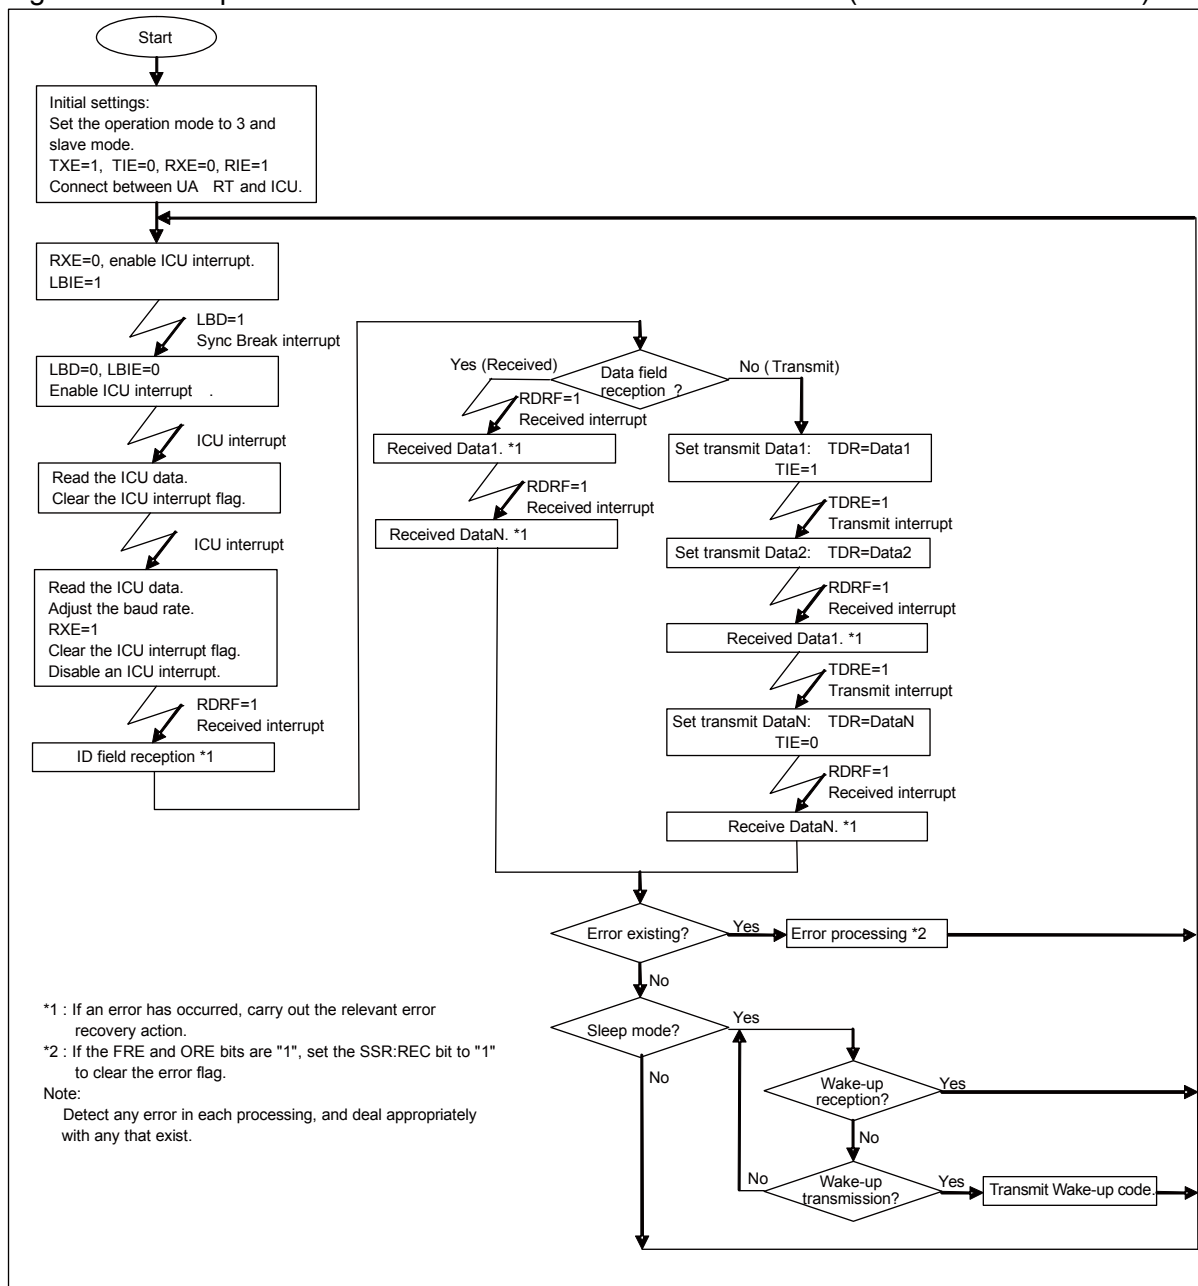 Start
Initial settings:
Set the operation mode to 3 and
slave mode.
TXE=1, TIE=0, RXE=0, RIE=1
Connect between UA RT and ICU.
RXE=0, enable ICU interrupt.
LBIE=1
LBD=1
Sync Break interrupt
LBD=0, LBIE=0
Enable ICU interrupt .
ICU interrupt
Read the ICU data.
Clear the ICU interrupt flag.
ICU interrupt
Read the ICU data.
Adjust the baud rate.
RXE=1
Clear the ICU interrupt flag.
Disable an ICU interrupt.
RDRF=1
Received interrupt
ID field reception *1
Data field
reception ?
Yes (Received)
RDRF=1
Received interrupt
Received Data1. *1
RDRF=1
Received interrupt
Received DataN. *1
No (Transmit)
Set transmit Data1: TDR=Data1
TIE=1
TDRE=1
Transmit interrupt
Set transmit Data2: TDR=Data2
RDRF=1
Received interrupt
Received Data1. *1
TDRE=1
Transmit interrupt
Set transmit DataN: TDR=DataN
TIE=0
RDRF=1
Received interrupt
Receive DataN. *1
Error existing?
Yes
Error processing *2
No
Sleep mode?
Yes
No
Wake-up
reception?
Yes
No
Wake-up
transmission?
No
Yes
Transmit Wake-up code.
*1 : If an error has occurred, carry out the relevant error
recovery action.
*2 : If the FRE and ORE bits are "1", set the SSR:REC bit to "1"
to clear the error flag.
Note:
Detect any error in each processing, and deal appropriately
with any that exist.